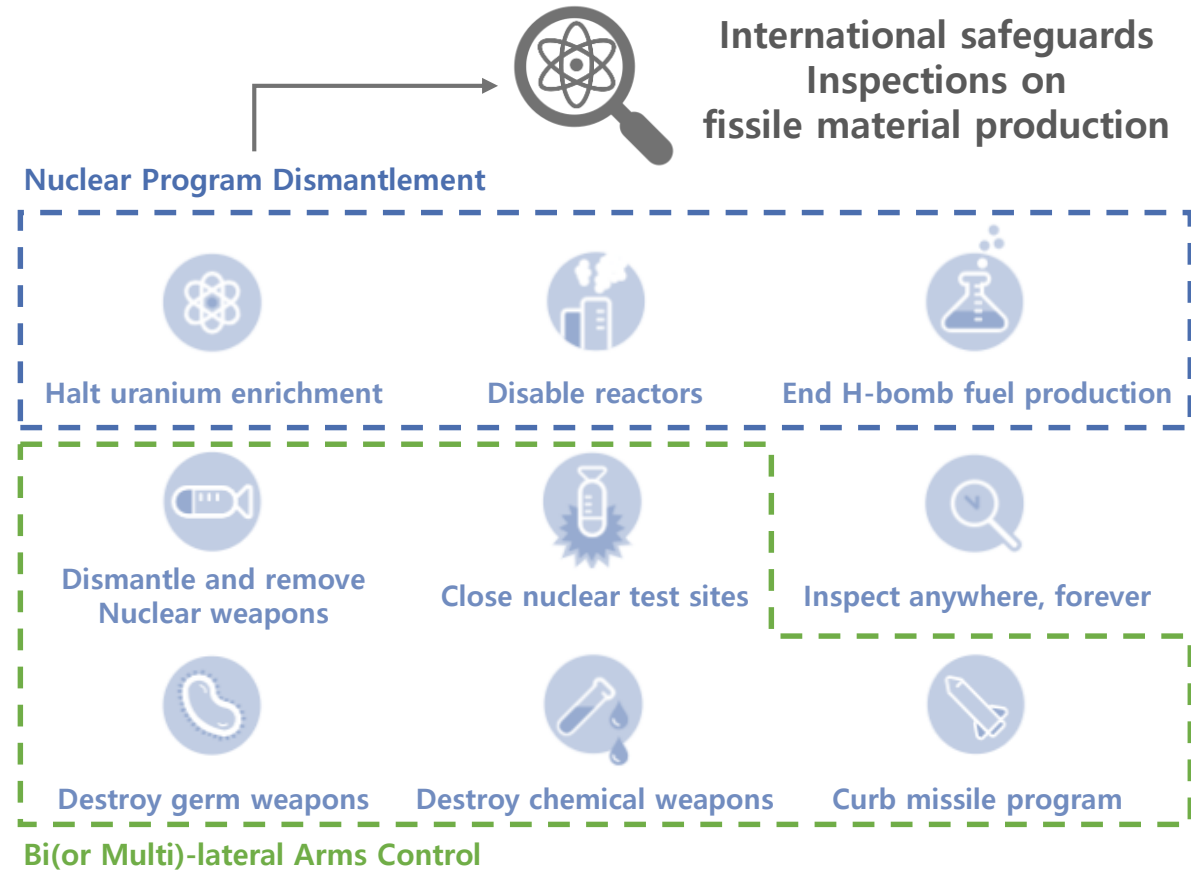 International safeguards
Inspections on
fissile material production
Nuclear Program Dismantlement
Halt uranium enrichment
Disable reactors
End H-bomb fuel production
Dismantle and remove
Nuclear weapons
Close nuclear test sites
Inspect anywhere, forever
Destroy germ weapons
Destroy chemical weapons
Curb missile program
Bi(or Multi)-lateral Arms Control